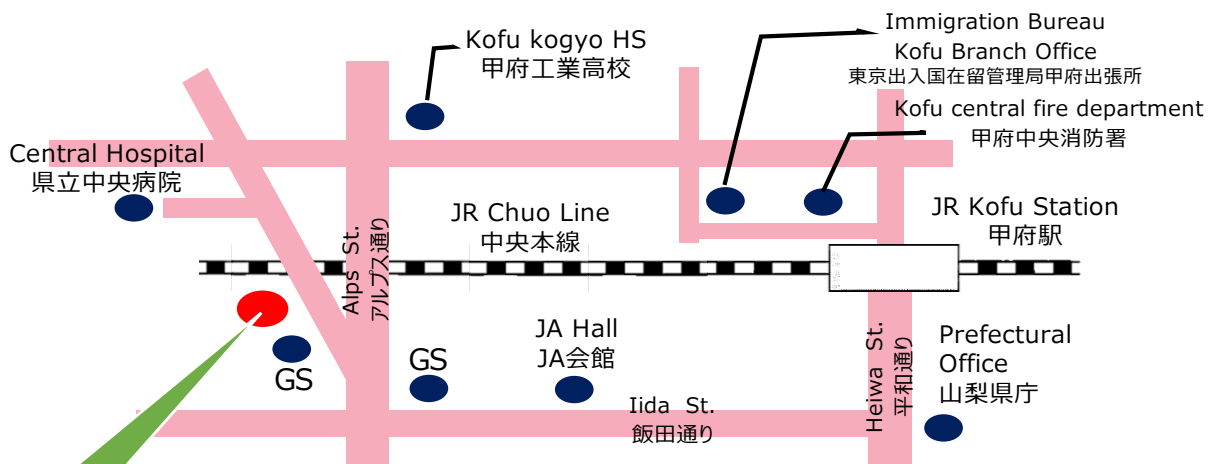 Kofu kogyo HS
甲府工業高校
Immigration Bureau
Kofu Branch Office
東京出入国在留管理局甲府出張所
Kofu central fire department
甲府中央消防署
Central Hospital
県立中央病院
JR Chuo Line
中央本線
JR Kofu Station
甲府駅
Alps St.
アルプス通り
GS
GS
JA Hall
JA会館
Iida St.
飯田通り
Heiwa St.
平和通り
Prefectural
Office
山梨県庁